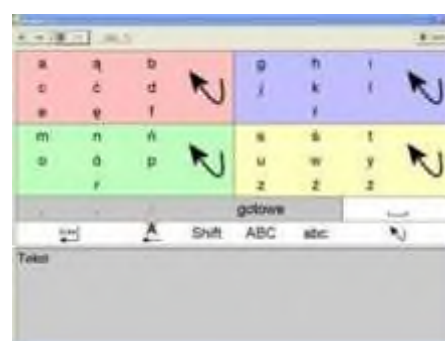 a ą b g h i
c ć d j k l
e ę f ł
m n ń s ś t
o ó p u w y
r z ź ż
gotowe
Shift ABC abc
Tekst